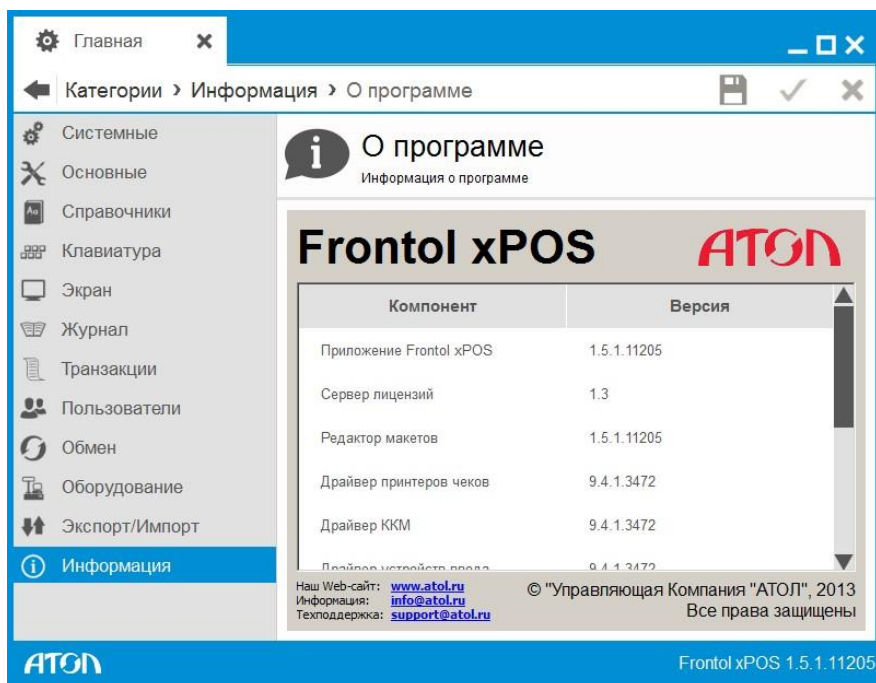 Главная
Категории › Информация › О программе
Системные
Основные
Справочники
Клавиатура
Экран
Журнал
Транзакции
Пользователи
Обмен
Оборудование
Экспорт/Импорт
Информация
О программе
Информация о программе
Frontol xPOS АТОЛ
Компонент Версия
Приложение Frontol xPOS 1.5.1.11205
Сервер лицензий 1.3
Редактор макетов 1.5.1.11205
Драйвер принтеров чеков 9.4.1.3472
Драйвер ККМ 9.4.1.3472
Драйвер устройств ввода 9.4.1.3472
Наш Web-сайт: www.atol.ru
Информация: info@atol.ru
Техподдержка: support@atol.ru
© "Управляющая Компания "АТОЛ", 2013
Все права защищены
АТОЛ
Frontol xPOS 1.5.1.11205